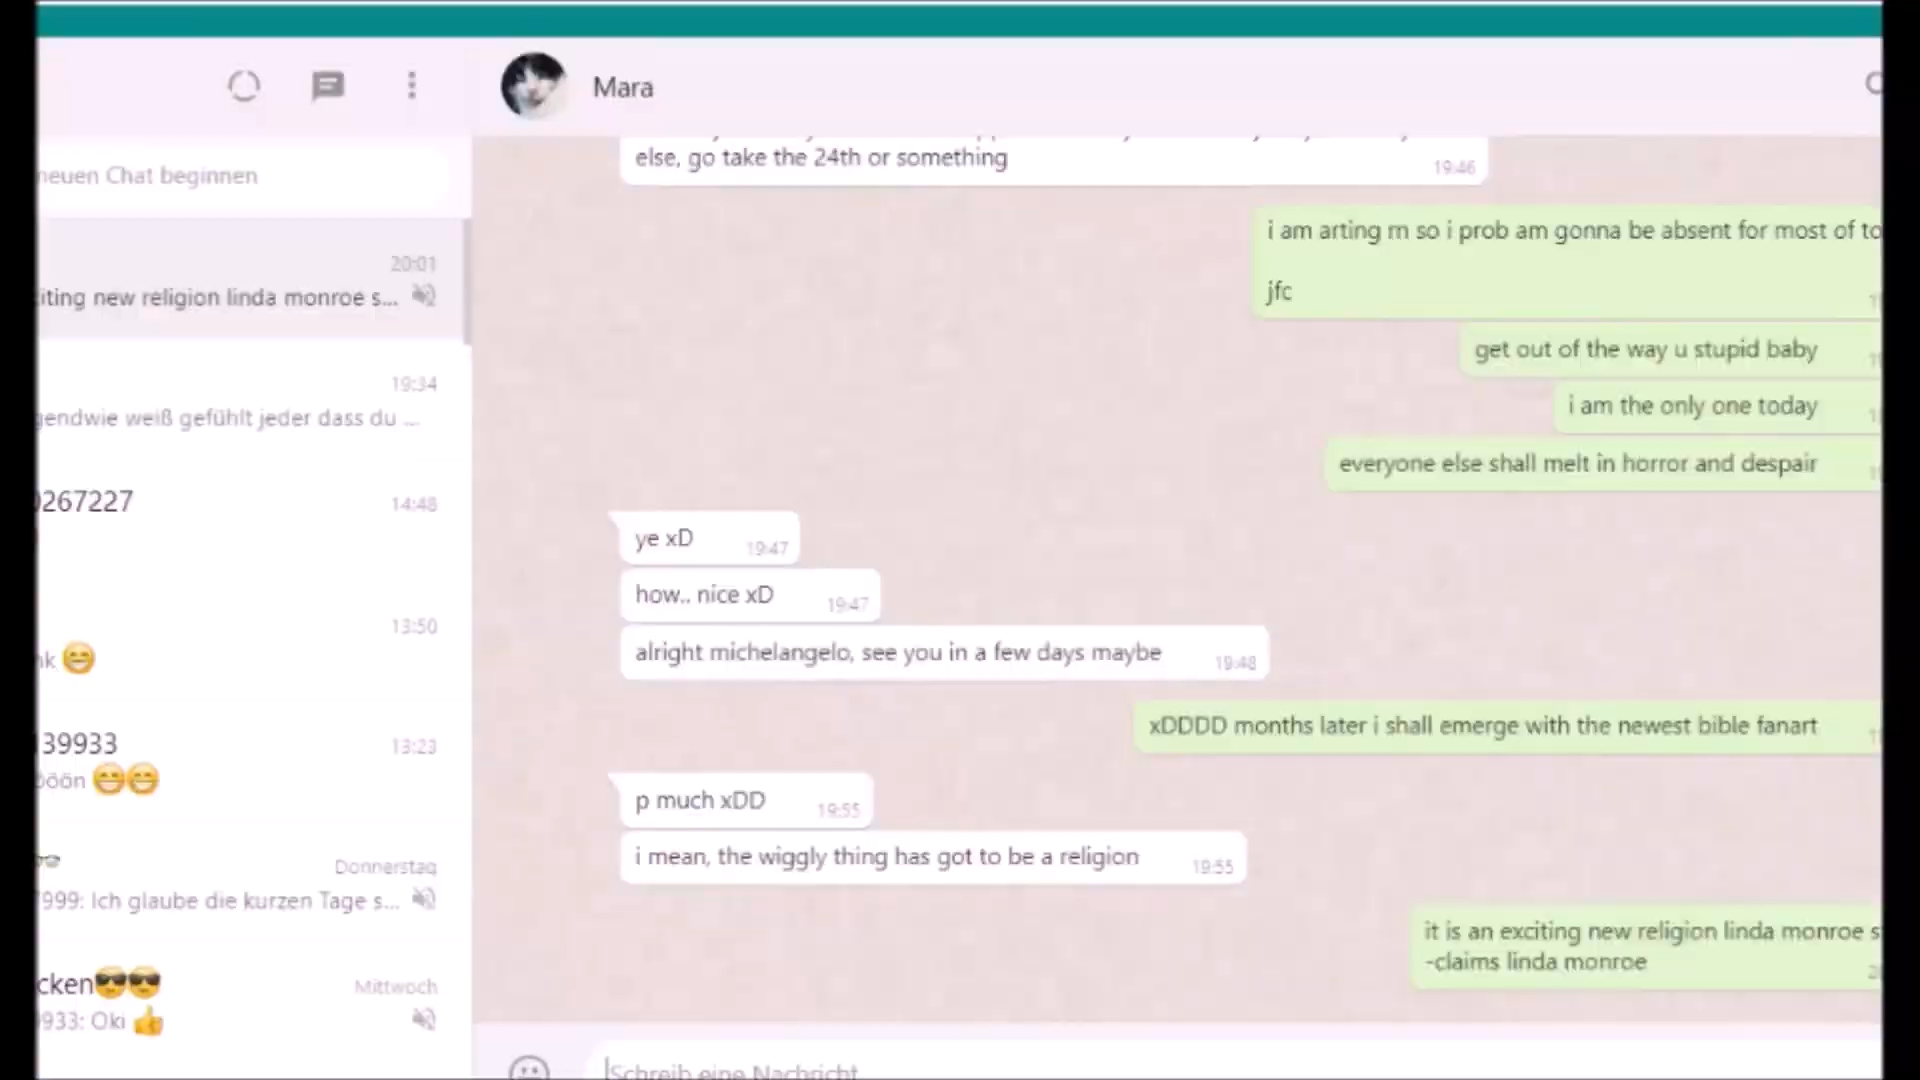 Mara
neuen Chat beginnen
20:01
iting new religion linda monroe s...
19:34
gendwie weiß gefühlt jeder dass du ...
0267227
14:48
13:50
nk 😁
39933
13:23
öön 😁😁
Donnerstag
999: Ich glaube die kurzen Tage s...
cken😎😎
Mittwoch
933: Oki 👍
else, go take the 24th or something
19:46
i am arting rn so i prob am gonna be absent for most of to
jfc
get out of the way u stupid baby
i am the only one today
everyone else shall melt in horror and despair
ye xD
19:47
how.. nice xD
19:47
alright michelangelo, see you in a few days maybe
19:48
xDDDD months later i shall emerge with the newest bible fanart
p much xDD
19:55
i mean, the wiggly thing has got to be a religion
19:55
it is an exciting new religion linda monroe s
-claims linda monroe
Schreib eine Nachricht